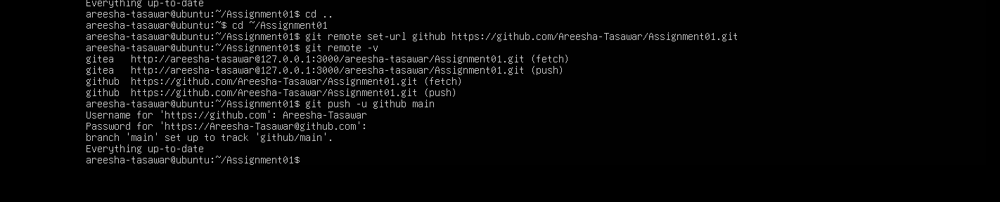 Everything up-to-date
areesha-tasawar@ubuntu:~/Assignment01$ cd ..
areesha-tasawar@ubuntu:~$ cd ~/Assignment01
areesha-tasawar@ubuntu:~/Assignment01$ git remote set-url github https://github.com/Areesha-Tasawar/Assignment01.git
areesha-tasawar@ubuntu:~/Assignment01$ git remote -v
gitea   http://areesha-tasawar@127.0.0.1:3000/areesha-tasawar/Assignment01.git (fetch)
gitea   http://areesha-tasawar@127.0.0.1:3000/areesha-tasawar/Assignment01.git (push)
github  https://github.com/Areesha-Tasawar/Assignment01.git (fetch)
github  https://github.com/Areesha-Tasawar/Assignment01.git (push)
areesha-tasawar@ubuntu:~/Assignment01$ git push -u github main
Username for 'https://github.com': Areesha-Tasawar
Password for 'https://Areesha-Tasawar@github.com':
branch 'main' set up to track 'github/main'.
Everything up-to-date
areesha-tasawar@ubuntu:~/Assignment01$